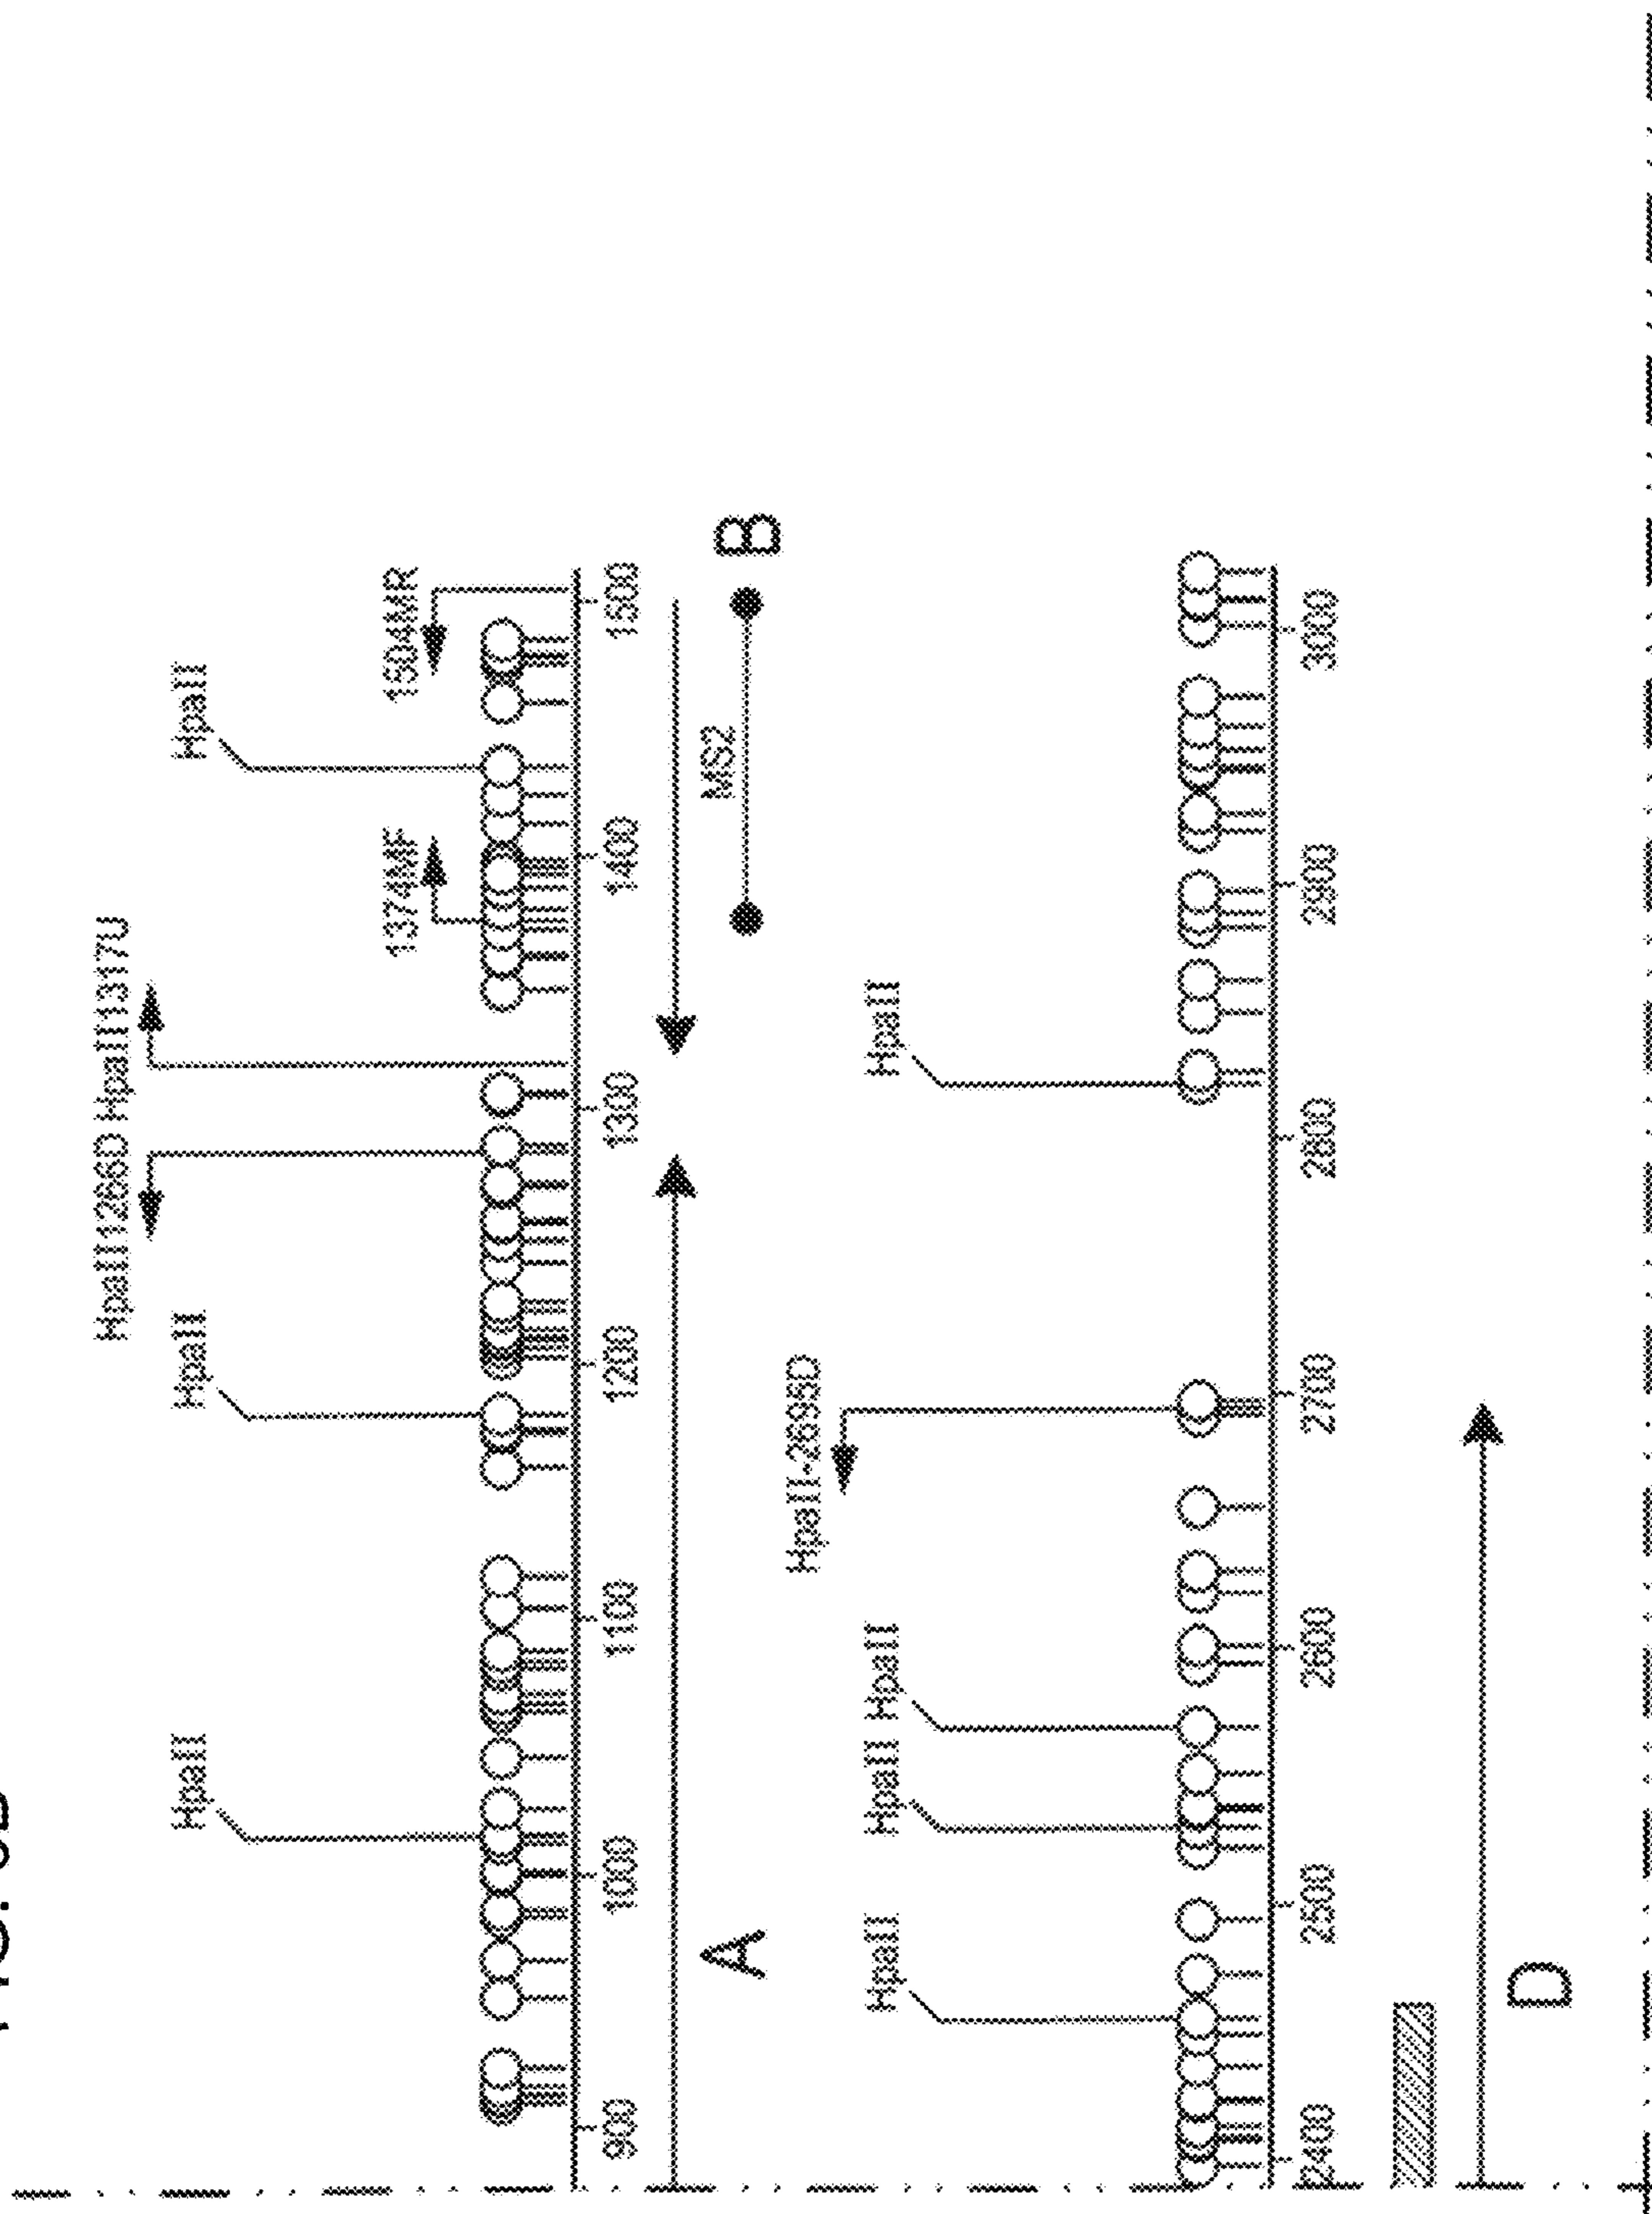 HpaII1266D HpaII1317U
HpaII HpaII HpaII
1374MF 1504MR
900 1000 1100 1200 1300 1400 1500
A
MS2
B
HpaII-2695D
HpaII HpaII HpaII HpaII
2400 2500 2600 2700 2800 2900 3000
D